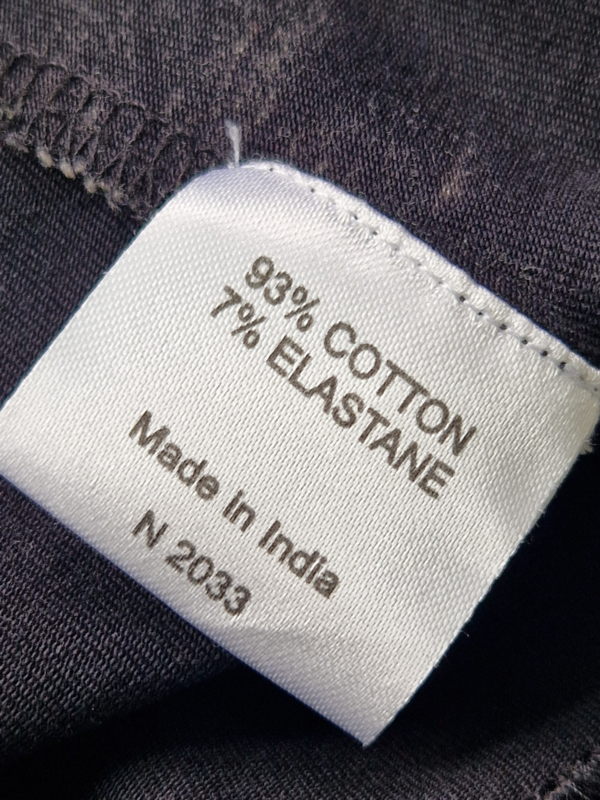 93% COTTON
7% ELASTANE
Made in India
N 2033